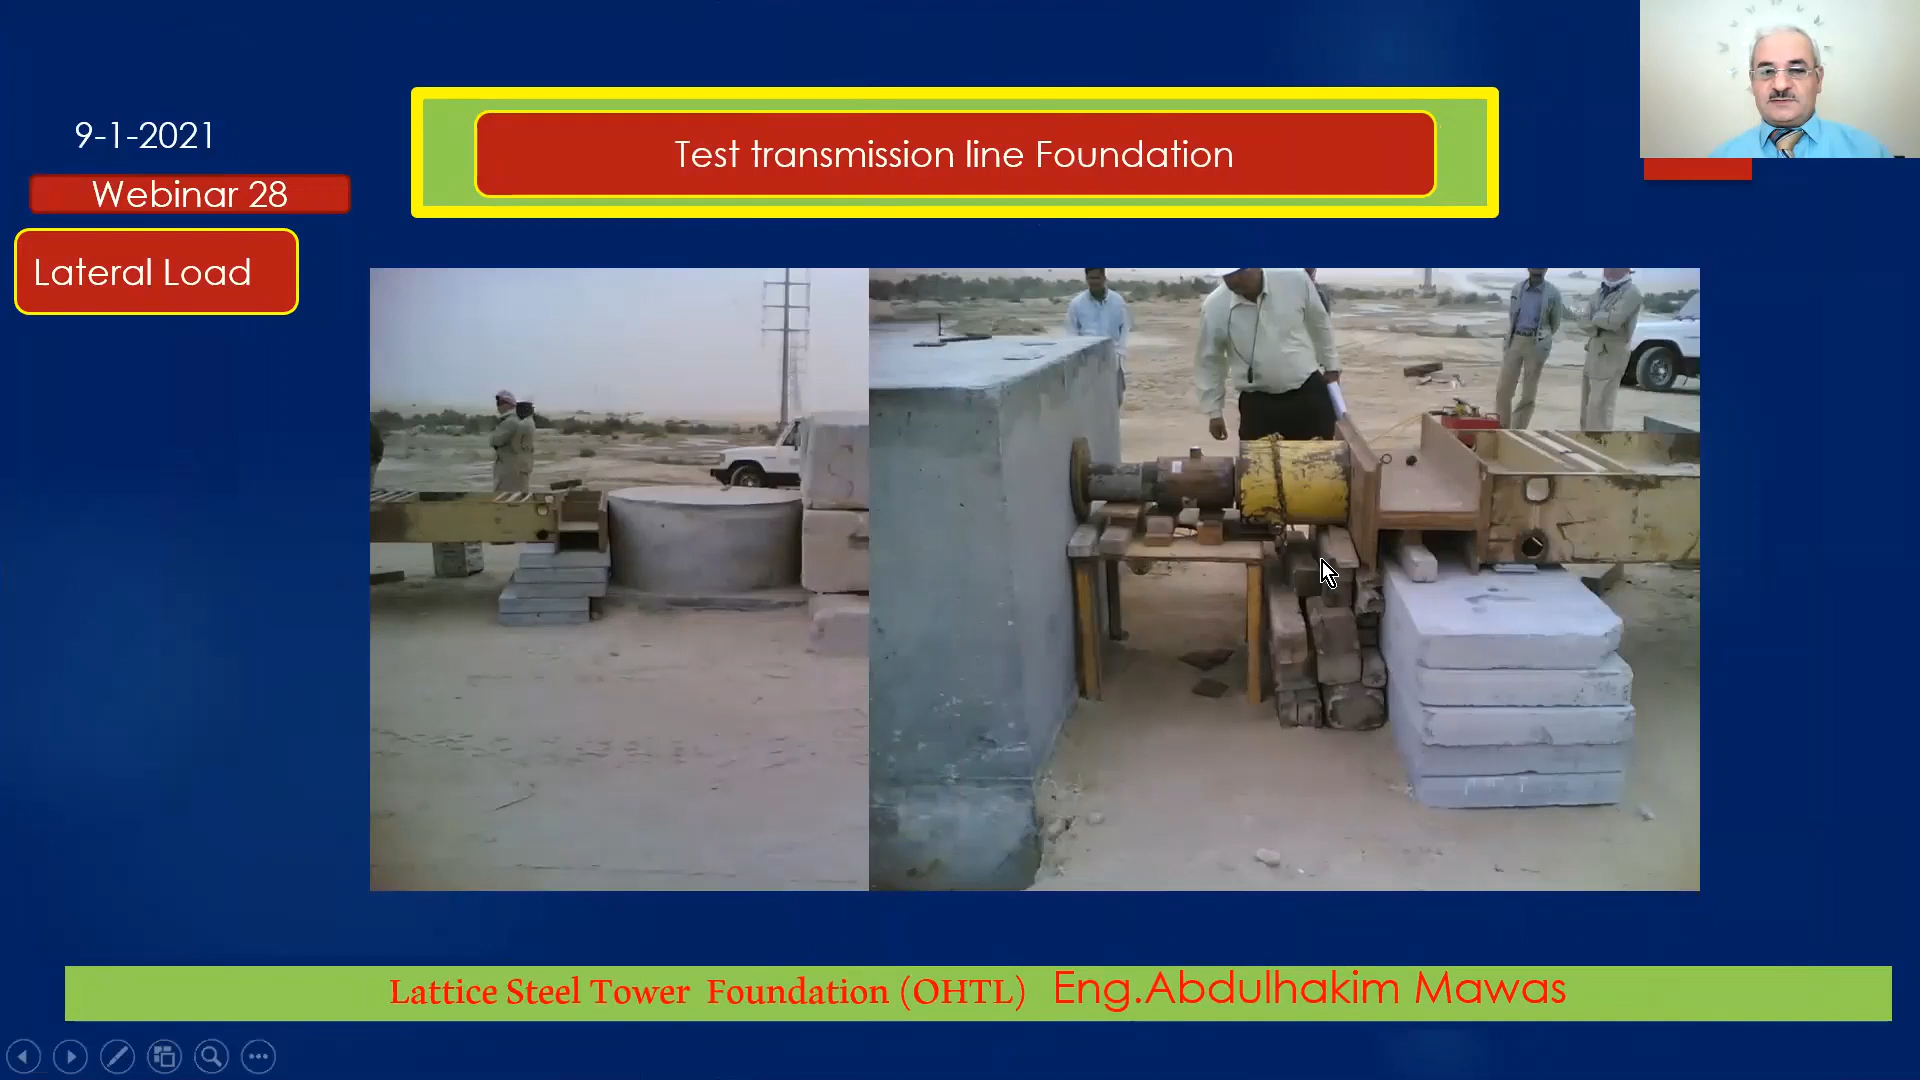 9-1-2021
Webinar 28
Lateral Load
Test transmission line Foundation
Lattice Steel Tower Foundation (OHTL) Eng.Abdulhakim Mawas